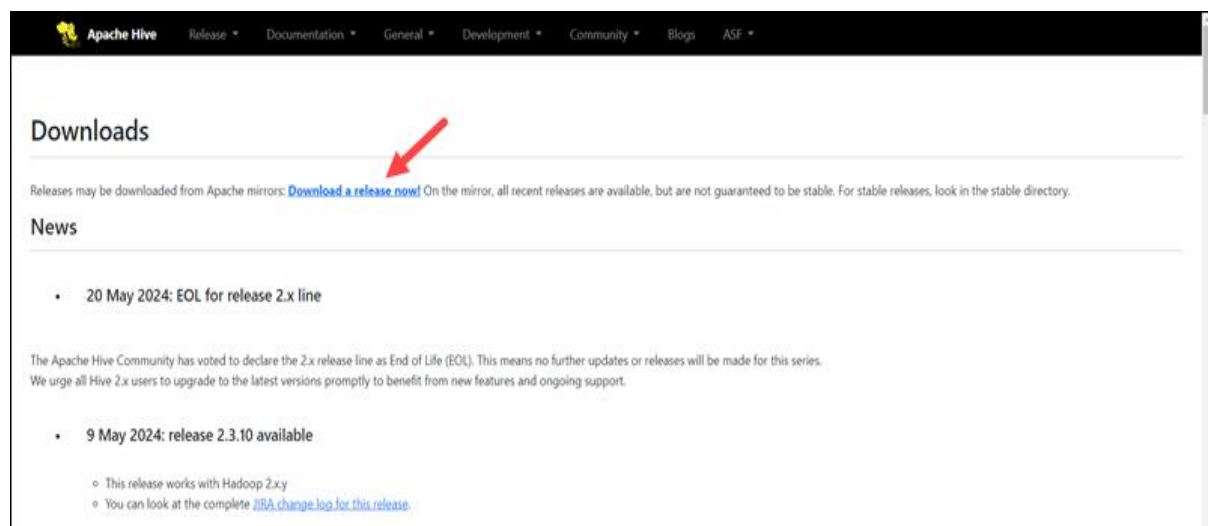 Apache Hive Release Documentation General Development Community Blogs ASF
Downloads
Releases may be downloaded from Apache mirrors: Download a release now! On the mirror, all recent releases are available, but are not guaranteed to be stable. For stable releases, look in the stable directory.
News
• 20 May 2024: EOL for release 2.x line
The Apache Hive Community has voted to declare the 2.x release line as End of Life (EOL). This means no further updates or releases will be made for this series.
We urge all Hive 2.x users to upgrade to the latest versions promptly to benefit from new features and ongoing support.
• 9 May 2024: release 2.3.10 available
○ This release works with Hadoop 2.x.y
○ You can look at the complete JIRA change log for this release.